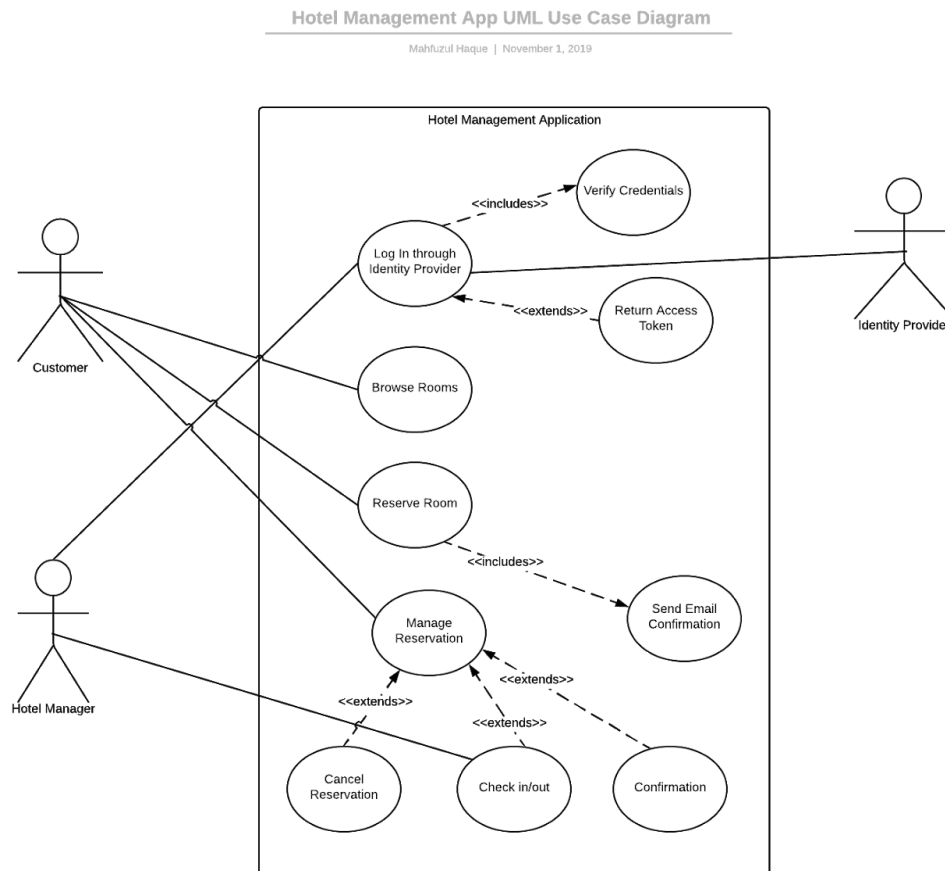 Hotel Management App UML Use Case Diagram
Mahfuzul Haque | November 1, 2019
Hotel Management Application
Verify Credentials
<<includes>>
Log In through
Identity Provider
<<extends>>
Return Access
Token
Identity Provide
Customer
Browse Rooms
Reserve Room
<<includes>>
Send Email
Confirmation
Manage
Reservation
Hotel Manager
<<extends>>
<<extends>>
<<extends>>
Cancel
Reservation
Check in/out
Confirmation